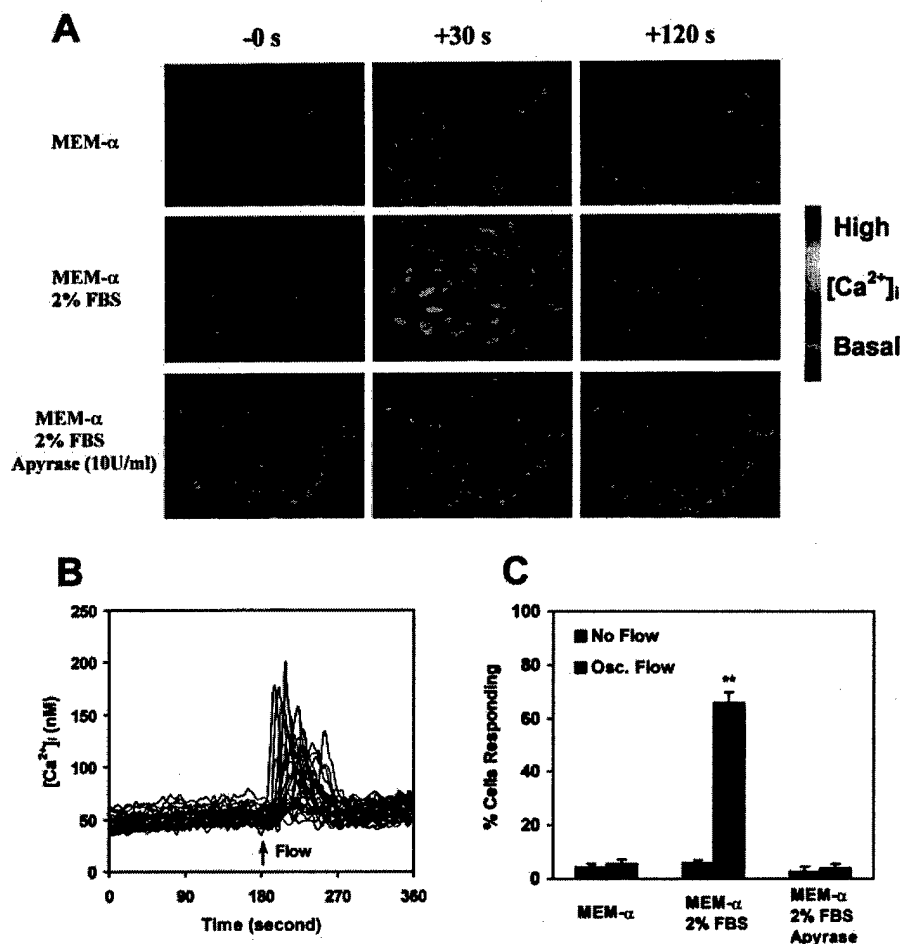 A
-0 s
+30 s
+120 s
MEM-α
MEM-α
2% FBS
MEM-α
2% FBS
Apyrase (10U/ml)
High
[Ca²⁺]i
Basal
B
250
200
150
100
50
0
[Ca²⁺]i (nM)
Flow
0
90
180
270
360
Time (second)
C
100
80
60
40
20
0
% Cells Responding
No Flow
Osc. Flow
**
MEM-α
MEM-α
2% FBS
MEM-α
2% FBS
Apyrase